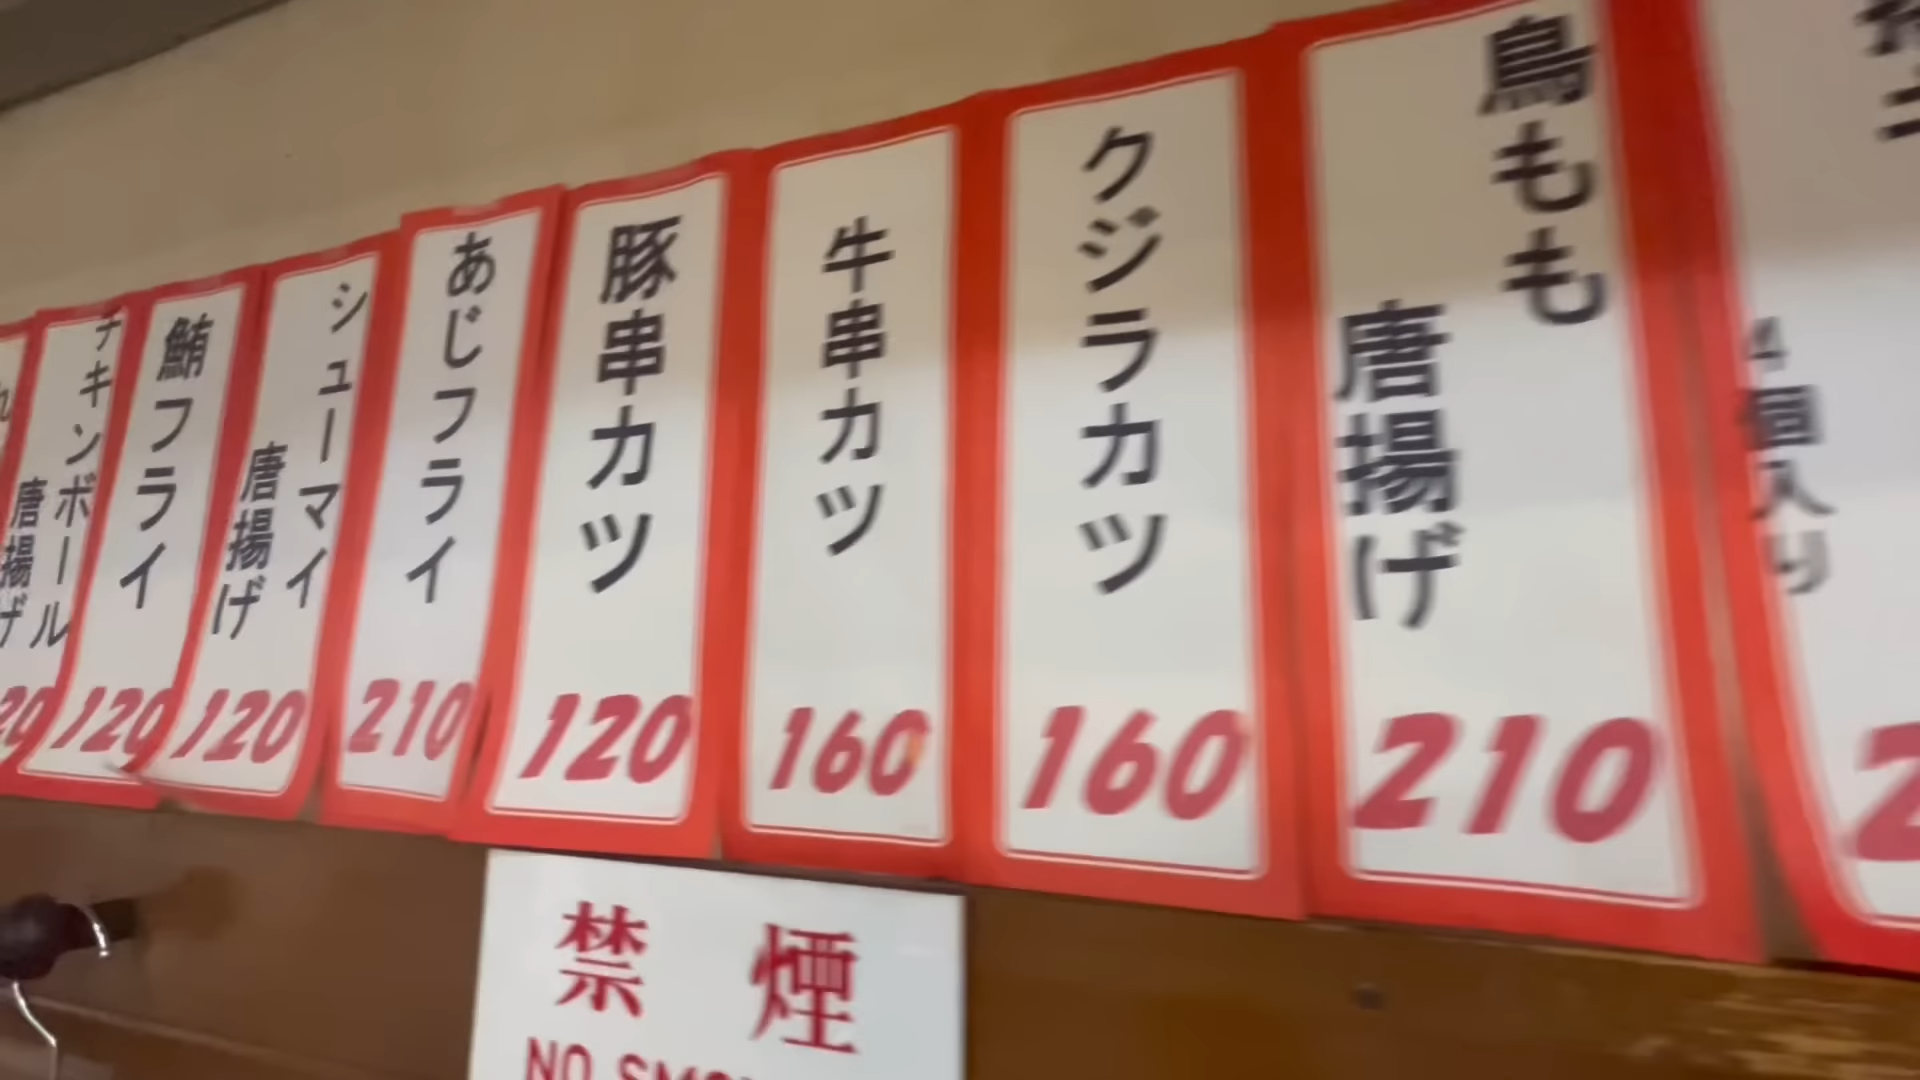 鳥もも
唐揚げ
210
クジラカツ
160
牛串カツ
160
豚串カツ
120
あじフライ
210
シューマイ
唐揚げ
120
鮪フライ
120
チキンボール
唐揚げ
4個入り
禁煙
NO